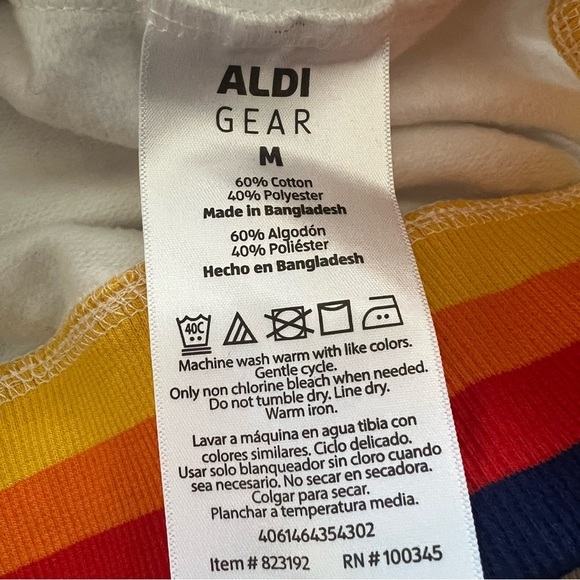 ALDI
GEAR
M
60% Cotton
40% Polyester
Made in Bangladesh
60% Algodón
40% Poliéster
Hecho en Bangladesh
40C
Machine wash warm with like colors.
Gentle cycle.
Only non chlorine bleach when needed.
Do not tumble dry. Line dry.
Warm iron.
Lavar a máquina en agua tibia con
colores similares. Ciclo delicado.
Usar solo blanqueador sin cloro cuando
sea necesario. No secar en secadora.
Colgar para secar.
Planchar a temperatura media.
4061464354302
Item # 823192 RN # 100345